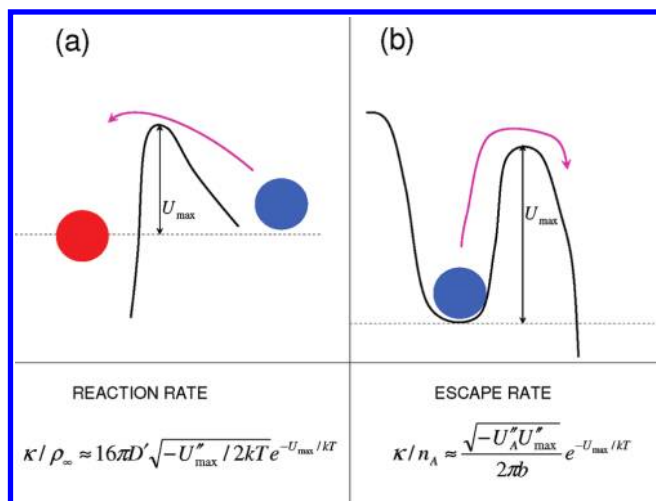 (a)
(b)
U_max
U_max
REACTION RATE
ESCAPE RATE
κ / ρ_∞ ≈ 16πD′ √(−U″_max / 2kT) e^(−U_max / kT)
κ / n_A ≈ √(−U″_A U″_max) / 2πb e^(−U_max / kT)